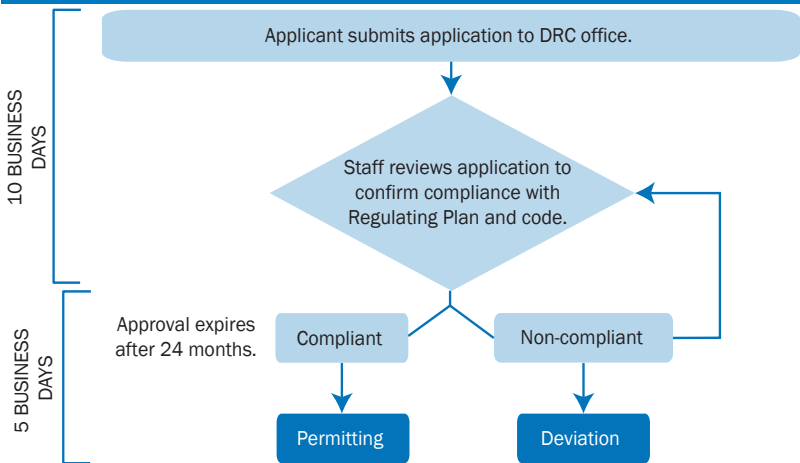 Applicant submits application to DRC office.
10 BUSINESS
DAYS
Staff reviews application to
confirm compliance with
Regulating Plan and code.
5 BUSINESS
DAYS
Approval expires
after 24 months.
Compliant
Non-compliant
Permitting
Deviation